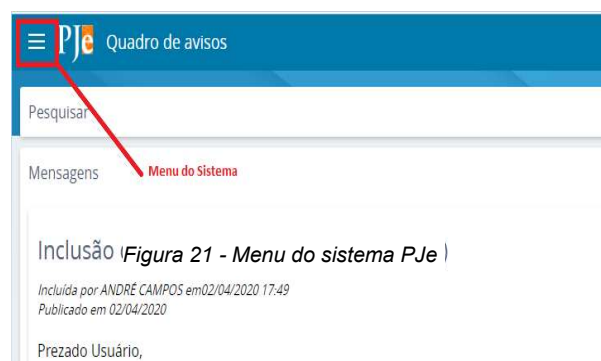 PJe Quadro de avisos
Pesquisar
Mensagens
Menu do Sistema
Inclusão
Figura 21 - Menu do sistema PJe )
Incluída por ANDRÉ CAMPOS em02/04/2020 17:49
Publicado em 02/04/2020
Prezado Usuário,